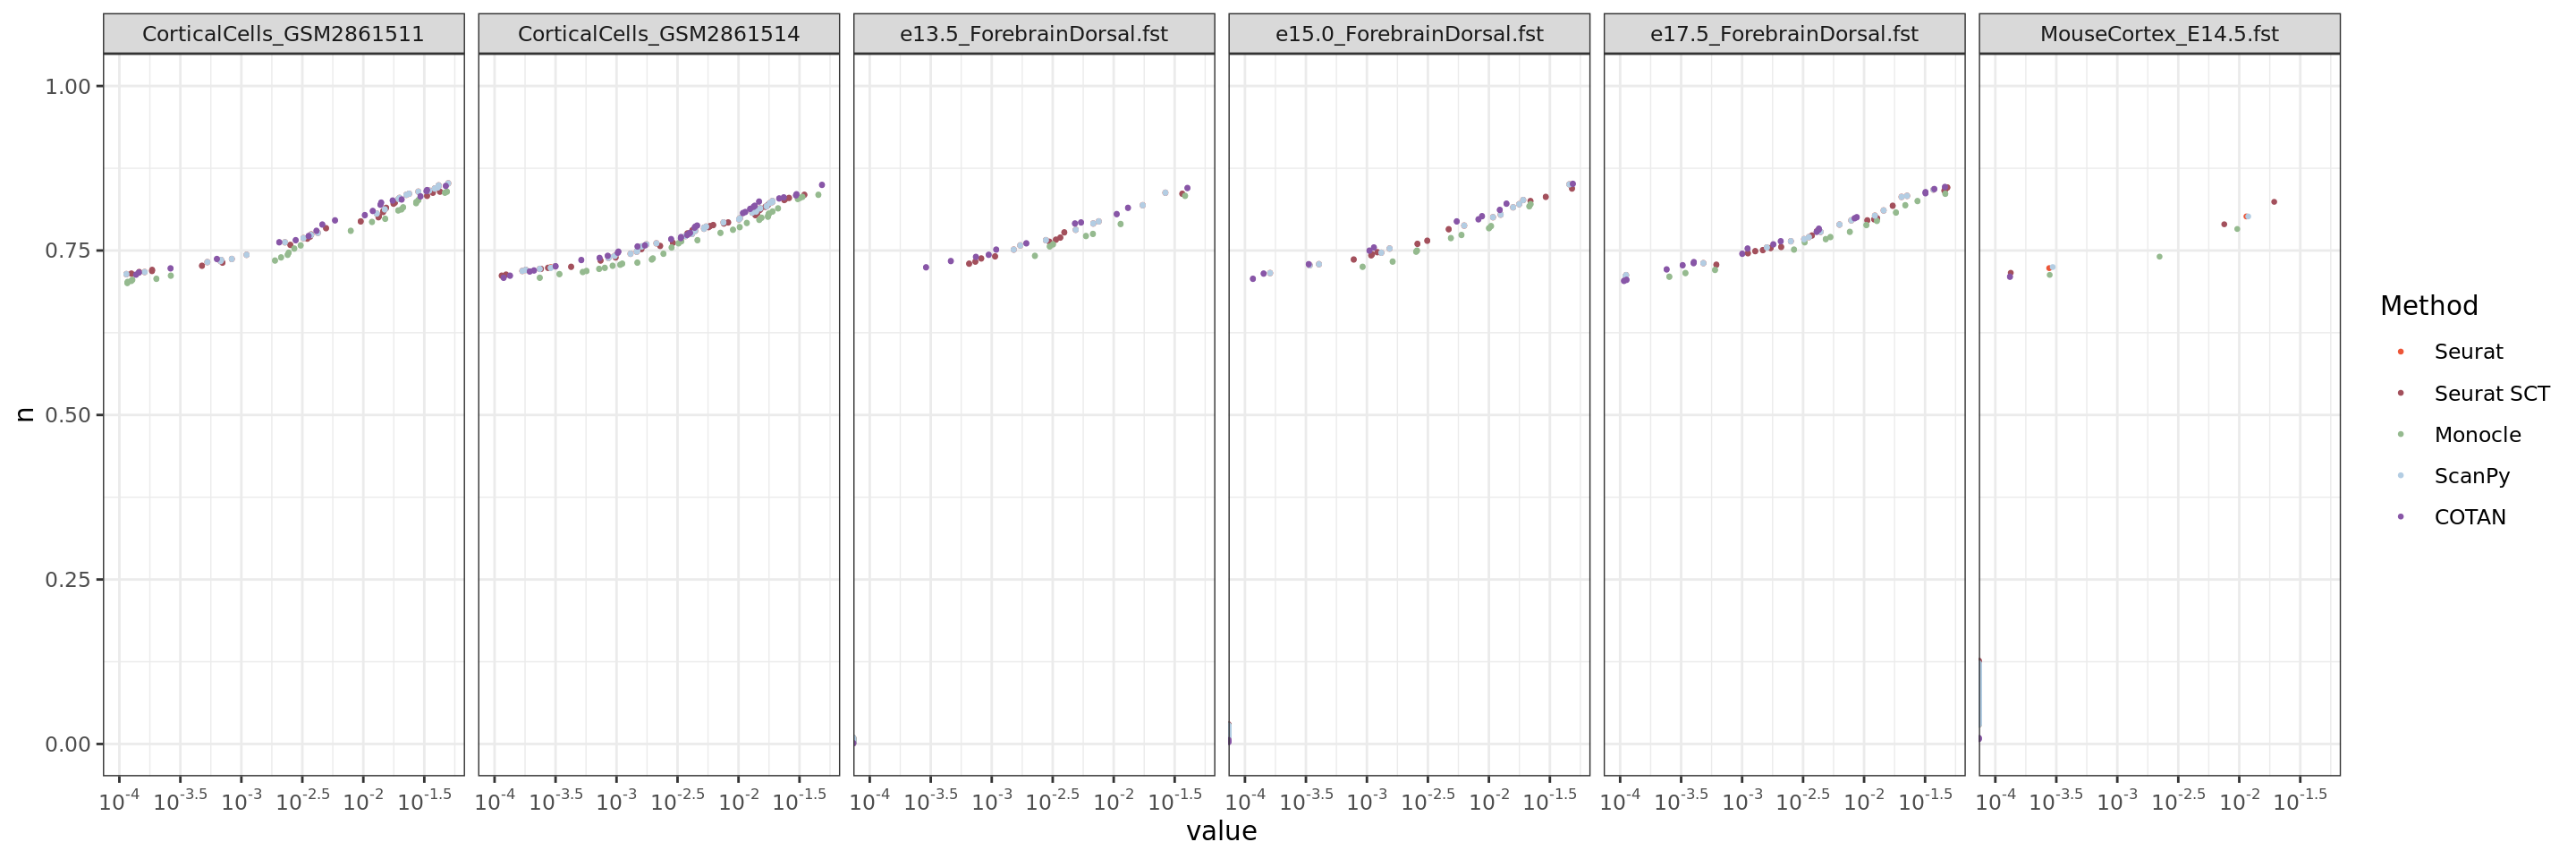 CorticalCells_GSM2861511 CorticalCells_GSM2861514 e13.5_ForebrainDorsal.fst e15.0_ForebrainDorsal.fst e17.5_ForebrainDorsal.fst MouseCortex_E14.5.fst
1.00
0.75
0.50
0.25
0.00
n
10^-4 10^-3.5 10^-3 10^-2.5 10^-2 10^-1.5 10^-4 10^-3.5 10^-3 10^-2.5 10^-2 10^-1.5 10^-4 10^-3.5 10^-3 10^-2.5 10^-2 10^-1.5 10^-4 10^-3.5 10^-3 10^-2.5 10^-2 10^-1.5 10^-4 10^-3.5 10^-3 10^-2.5 10^-2 10^-1.5 10^-4 10^-3.5 10^-3 10^-2.5 10^-2 10^-1.5
value
Method
Seurat
Seurat SCT
Monocle
ScanPy
COTAN